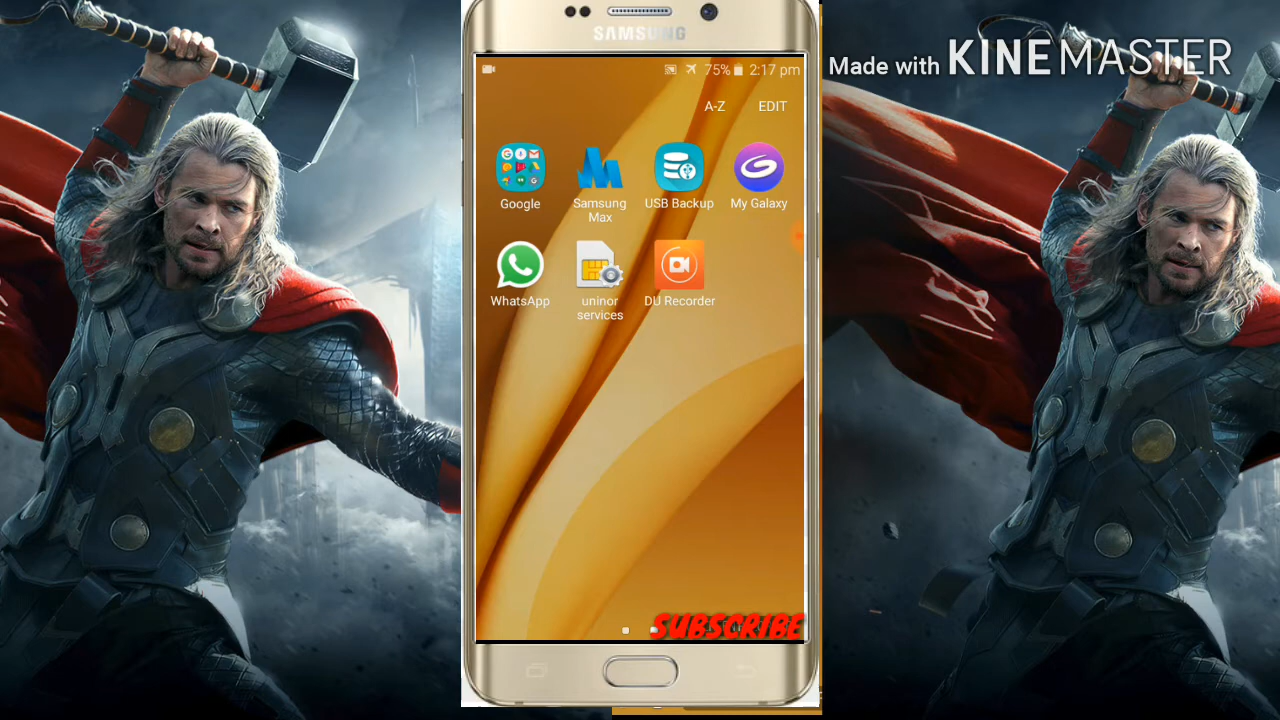 SAMSUNG
Made with KINEMASTER
75% 2:17 pm
A-Z EDIT
Google
Samsung
Max
USB Backup
My Galaxy
WhatsApp
uninor
services
DU Recorder
SUBSCRIBE